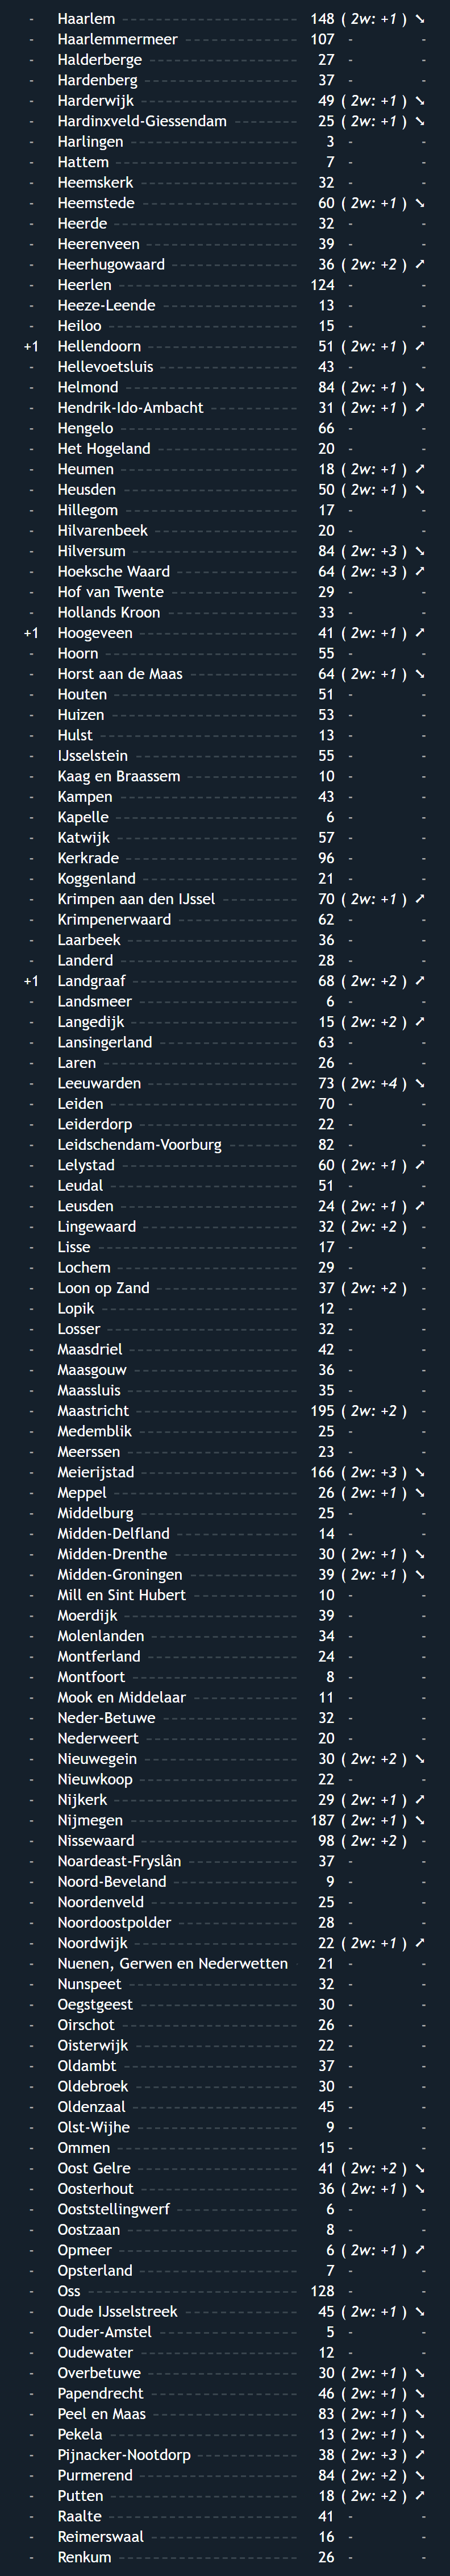 - Haarlem 148 ( 2w: +1 ) ➘
- Haarlemmermeer 107 - -
- Halderberge 27 - -
- Hardenberg 37 - -
- Harderwijk 49 ( 2w: +1 ) ➘
- Hardinxveld-Giessendam 25 ( 2w: +1 ) ➘
- Harlingen 3 - -
- Hattem 7 - -
- Heemskerk 32 - -
- Heemstede 60 ( 2w: +1 ) ➘
- Heerde 32 - -
- Heerenveen 39 - -
- Heerhugowaard 36 ( 2w: +2 ) ➚
- Heerlen 124 - -
- Heeze-Leende 13 - -
- Heiloo 15 - -
+1 Hellendoorn 51 ( 2w: +1 ) ➚
- Hellevoetsluis 43 - -
- Helmond 84 ( 2w: +1 ) ➘
- Hendrik-Ido-Ambacht 31 ( 2w: +1 ) ➚
- Hengelo 66 - -
- Het Hogeland 20 - -
- Heumen 18 ( 2w: +1 ) ➚
- Heusden 50 ( 2w: +1 ) ➘
- Hillegom 17 - -
- Hilvarenbeek 20 - -
- Hilversum 84 ( 2w: +3 ) ➘
- Hoeksche Waard 64 ( 2w: +3 ) ➚
- Hof van Twente 29 - -
- Hollands Kroon 33 - -
+1 Hoogeveen 41 ( 2w: +1 ) ➚
- Hoorn 55 - -
- Horst aan de Maas 64 ( 2w: +1 ) ➘
- Houten 51 - -
- Huizen 53 - -
- Hulst 13 - -
- IJsselstein 55 - -
- Kaag en Braassem 10 - -
- Kampen 43 - -
- Kapelle 6 - -
- Katwijk 57 - -
- Kerkrade 96 - -
- Koggenland 21 - -
- Krimpen aan den IJssel 70 ( 2w: +1 ) ➚
- Krimpenerwaard 62 - -
- Laarbeek 36 - -
- Landerd 28 - -
+1 Landgraaf 68 ( 2w: +2 ) ➚
- Landsmeer 6 - -
- Langedijk 15 ( 2w: +2 ) ➚
- Lansingerland 63 - -
- Laren 26 - -
- Leeuwarden 73 ( 2w: +4 ) ➘
- Leiden 70 - -
- Leiderdorp 22 - -
- Leidschendam-Voorburg 82 - -
- Lelystad 60 ( 2w: +1 ) ➚
- Leudal 51 - -
- Leusden 24 ( 2w: +1 ) ➚
- Lingewaard 32 ( 2w: +2 ) -
- Lisse 17 - -
- Lochem 29 - -
- Loon op Zand 37 ( 2w: +2 ) -
- Lopik 12 - -
- Losser 32 - -
- Maasdriel 42 - -
- Maasgouw 36 - -
- Maassluis 35 - -
- Maastricht 195 ( 2w: +2 ) -
- Medemblik 25 - -
- Meerssen 23 - -
- Meierijstad 166 ( 2w: +3 ) ➘
- Meppel 26 ( 2w: +1 ) ➘
- Middelburg 25 - -
- Midden-Delfland 14 - -
- Midden-Drenthe 30 ( 2w: +1 ) ➘
- Midden-Groningen 39 ( 2w: +1 ) ➘
- Mill en Sint Hubert 10 - -
- Moerdijk 39 - -
- Molenlanden 34 - -
- Montferland 24 - -
- Montfoort 8 - -
- Mook en Middelaar 11 - -
- Neder-Betuwe 32 - -
- Nederweert 20 - -
- Nieuwegein 30 ( 2w: +2 ) ➘
- Nieuwkoop 22 - -
- Nijkerk 29 ( 2w: +1 ) ➚
- Nijmegen 187 ( 2w: +1 ) ➘
- Nissewaard 98 ( 2w: +2 ) -
- Noardeast-Fryslân 37 - -
- Noord-Beveland 9 - -
- Noordenveld 25 - -
- Noordoostpolder 28 - -
- Noordwijk 22 ( 2w: +1 ) ➚
- Nuenen, Gerwen en Nederwetten 21 - -
- Nunspeet 32 - -
- Oegstgeest 30 - -
- Oirschot 26 - -
- Oisterwijk 22 - -
- Oldambt 37 - -
- Oldebroek 30 - -
- Oldenzaal 45 - -
- Olst-Wijhe 9 - -
- Ommen 15 - -
- Oost Gelre 41 ( 2w: +2 ) ➘
- Oosterhout 36 ( 2w: +1 ) ➘
- Ooststellingwerf 6 - -
- Oostzaan 8 - -
- Opmeer 6 ( 2w: +1 ) ➚
- Opsterland 7 - -
- Oss 128 - -
- Oude IJsselstreek 45 ( 2w: +1 ) ➘
- Ouder-Amstel 5 - -
- Oudewater 12 - -
- Overbetuwe 30 ( 2w: +1 ) ➘
- Papendrecht 46 ( 2w: +1 ) ➘
- Peel en Maas 83 ( 2w: +1 ) ➘
- Pekela 13 ( 2w: +1 ) ➘
- Pijnacker-Nootdorp 38 ( 2w: +3 ) ➚
- Purmerend 84 ( 2w: +2 ) ➘
- Putten 18 ( 2w: +2 ) ➚
- Raalte 41 - -
- Reimerswaal 16 - -
- Renkum 26 - -